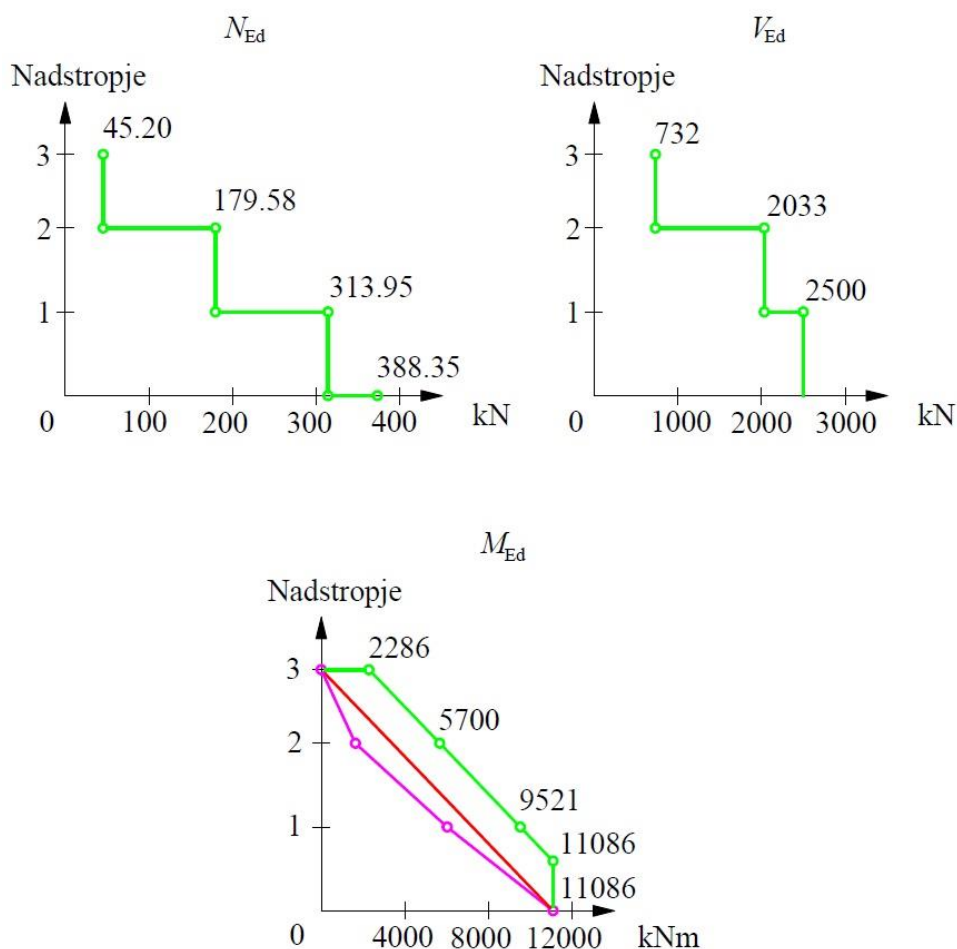 N_Ed
Nadstropje
45.20
3
179.58
2
313.95
1
388.35
0 100 200 300 400 kN
V_Ed
Nadstropje
732
3
2033
2
2500
1
0 1000 2000 3000 kN
M_Ed
Nadstropje
2286
3
5700
2
9521
1
11086
11086
0 4000 8000 12000 kNm